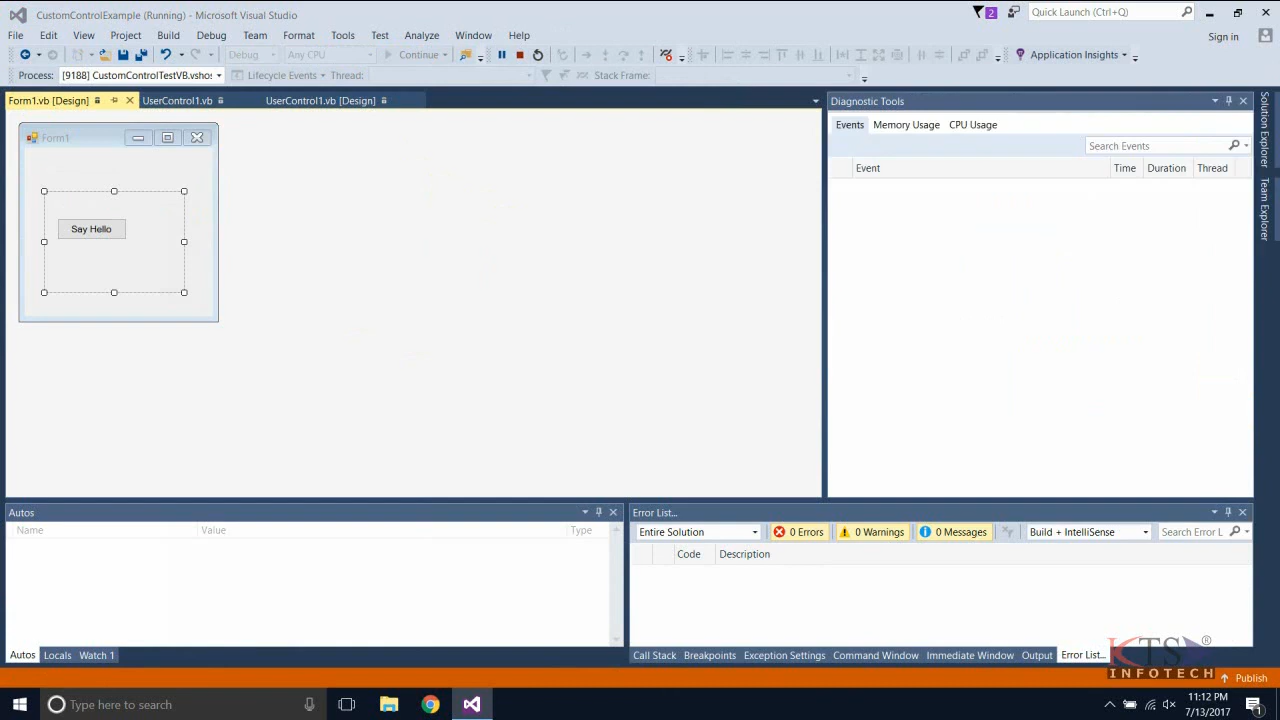 CustomControlExample (Running) - Microsoft Visual Studio
2
Quick Launch (Ctrl+Q)
File Edit View Project Build Debug Team Format Tools Test Analyze Window Help
Sign in
Debug Any CPU Continue Application Insights
Process: [9188] CustomControlTestVB.vshos Lifecycle Events Thread: Stack Frame:
Form1.vb [Design] UserControl1.vb UserControl1.vb [Design]
Form1
Say Hello
Diagnostic Tools
Events Memory Usage CPU Usage
Search Events
Event Time Duration Thread
Solution Explorer
Team Explorer
Autos
Name Value Type
Autos Locals Watch 1
Error List...
Entire Solution 0 Errors 0 Warnings 0 Messages Build + IntelliSense Search Error L
Code Description
Call Stack Breakpoints Exception Settings Command Window Immediate Window Output Error List...
KTS ®
INFOTECH
Publish
Type here to search
11:12 PM
7/13/2017
1